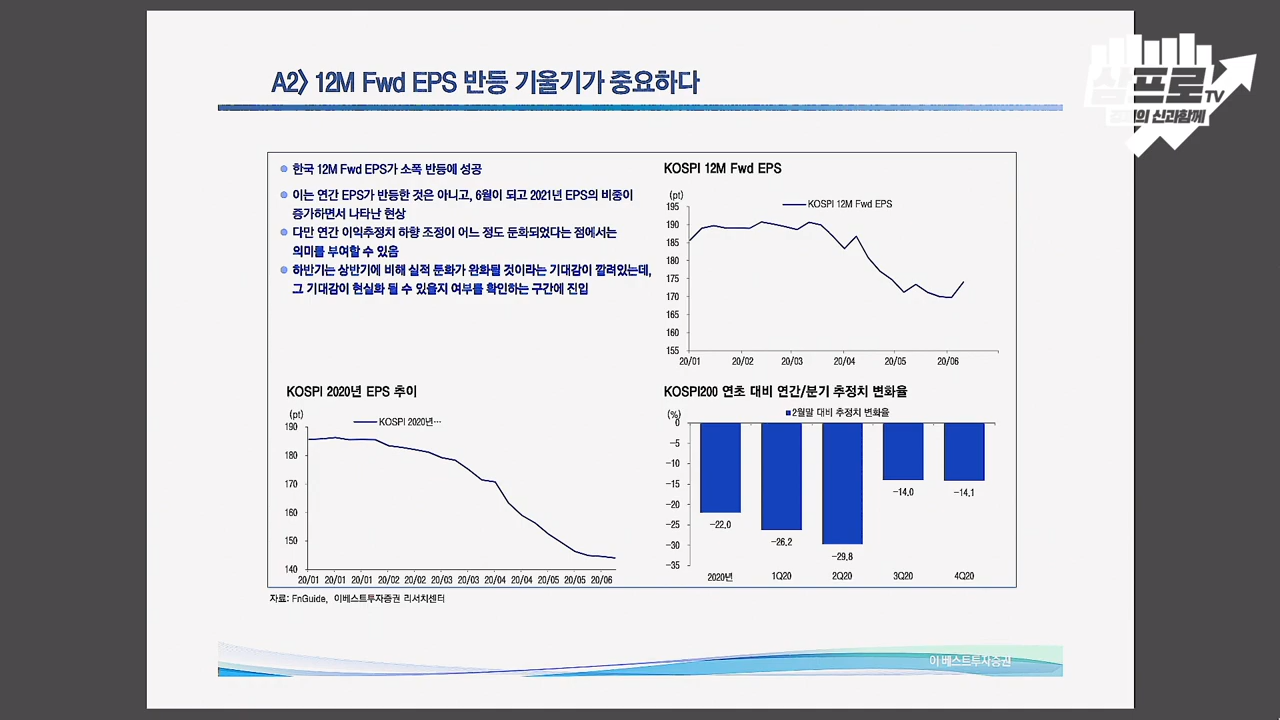 삼프로TV
경제의 신과함께
A2> 12M Fwd EPS 반등 기울기가 중요하다
한국 12M Fwd EPS가 소폭 반등에 성공
이는 연간 EPS가 반등한 것은 아니고, 6월이 되고 2021년 EPS의 비중이
증가하면서 나타난 현상
다만 연간 이익추정치 하향 조정이 어느 정도 둔화되었다는 점에서는
의미를 부여할 수 있음
하반기는 상반기에 비해 실적 둔화가 완화될 것이라는 기대감이 깔려있는데,
그 기대감이 현실화 될 수 있을지 여부를 확인하는 구간에 진입
KOSPI 12M Fwd EPS
(pt)
KOSPI 12M Fwd EPS
195
190
185
180
175
170
165
160
155
20/01 20/02 20/03 20/04 20/05 20/06
KOSPI 2020년 EPS 추이
(pt)
KOSPI 2020년…
190
180
170
160
150
140
20/01 20/01 20/01 20/02 20/02 20/03 20/03 20/04 20/04 20/05 20/05 20/06
KOSPI200 연초 대비 연간/분기 추정치 변화율
(%)
■2월말 대비 추정치 변화율
0
-5
-10
-15
-20
-25
-30
-35
-22.0
-26.2
-29.8
-14.0
-14.1
2020년 1Q20 2Q20 3Q20 4Q20
자료: FnGuide, 이베스트투자증권 리서치센터
이베스트투자증권